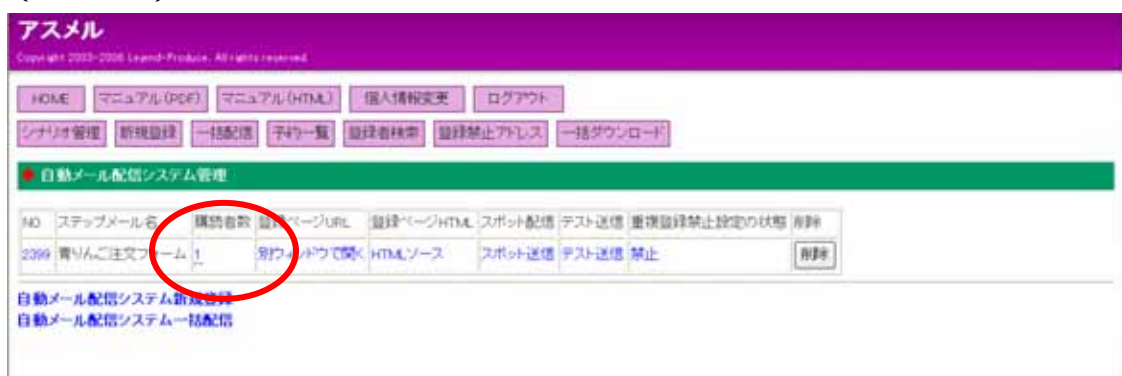 アスメル
Copyright 2003-2006 Legend-Produce. All rights reserved.
HOME マニュアル(PDF) マニュアル(HTML) 個人情報変更 ログアウト
シナリオ管理 新規登録 一括配信 予約一覧 登録者検索 登録禁止アドレス 一括ダウンロード
自動メール配信システム管理
NO ステップメール名 購読者数 登録ページURL 登録ページHTML スポット配信 テスト送信 重複登録禁止設定の状態 削除
2399 青りんご注文フォーム 1 別ウィンドウで開く HTMLソース スポット送信 テスト送信 禁止 削除
自動メール配信システム新規登録
自動メール配信システム一括配信